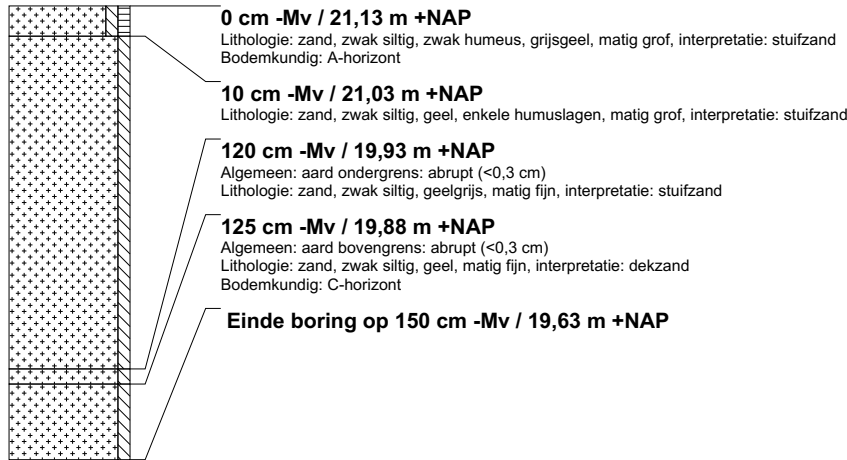 0 cm -Mv / 21,13 m +NAP
Lithologie: zand, zwak siltig, zwak humeus, grijsgeel, matig grof, interpretatie: stuifzand
Bodemkundig: A-horizont
10 cm -Mv / 21,03 m +NAP
Lithologie: zand, zwak siltig, geel, enkele humuslagen, matig grof, interpretatie: stuifzand
120 cm -Mv / 19,93 m +NAP
Algemeen: aard ondergrens: abrupt (<0,3 cm)
Lithologie: zand, zwak siltig, geelgrijs, matig fijn, interpretatie: stuifzand
125 cm -Mv / 19,88 m +NAP
Algemeen: aard bovengrens: abrupt (<0,3 cm)
Lithologie: zand, zwak siltig, geel, matig fijn, interpretatie: dekzand
Bodemkundig: C-horizont
Einde boring op 150 cm -Mv / 19,63 m +NAP